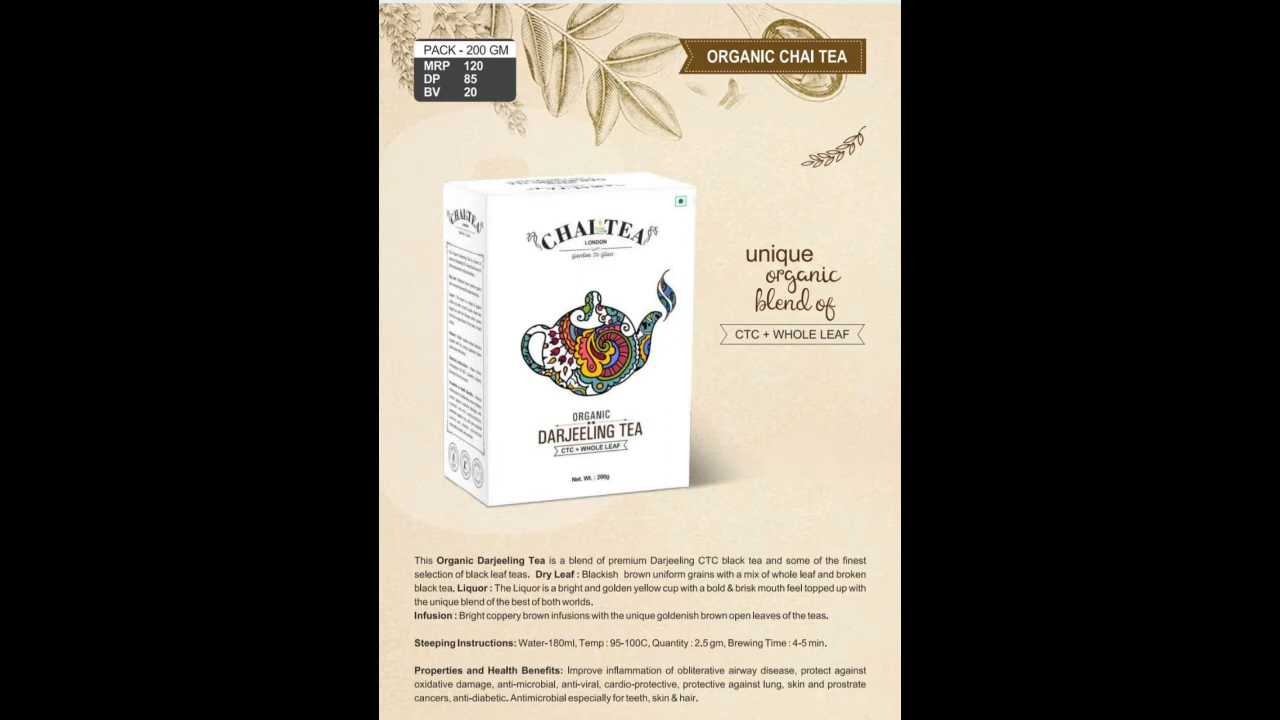 PACK - 200 GM
MRP 120
DP 85
BV 20
ORGANIC CHAI TEA
CHAI TEA
CHAI TEA
LONDON
Garden To Glass
unique
organic
blend of
CTC + WHOLE LEAF
ORGANIC
DARJEELING TEA
CTC + WHOLE LEAF
Net. Wt. : 200g
This Organic Darjeeling Tea is a blend of premium Darjeeling CTC black tea and some of the finest
selection of black leaf teas. Dry Leaf : Blackish brown uniform grains with a mix of whole leaf and broken
black tea. Liquor : The Liquor is a bright and golden yellow cup with a bold & brisk mouth feel topped up with
the unique blend of the best of both worlds.
Infusion : Bright coppery brown infusions with the unique goldenish brown open leaves of the teas.
Steeping Instructions: Water-180ml, Temp : 95-100C, Quantity : 2.5 gm, Brewing Time : 4-5 min.
Properties and Health Benefits: Improve inflammation of obliterative airway disease, protect against
oxidative damage, anti-microbial, anti-viral, cardio-protective, protective against lung, skin and prostrate
cancers, anti-diabetic. Antimicrobial especially for teeth, skin & hair.